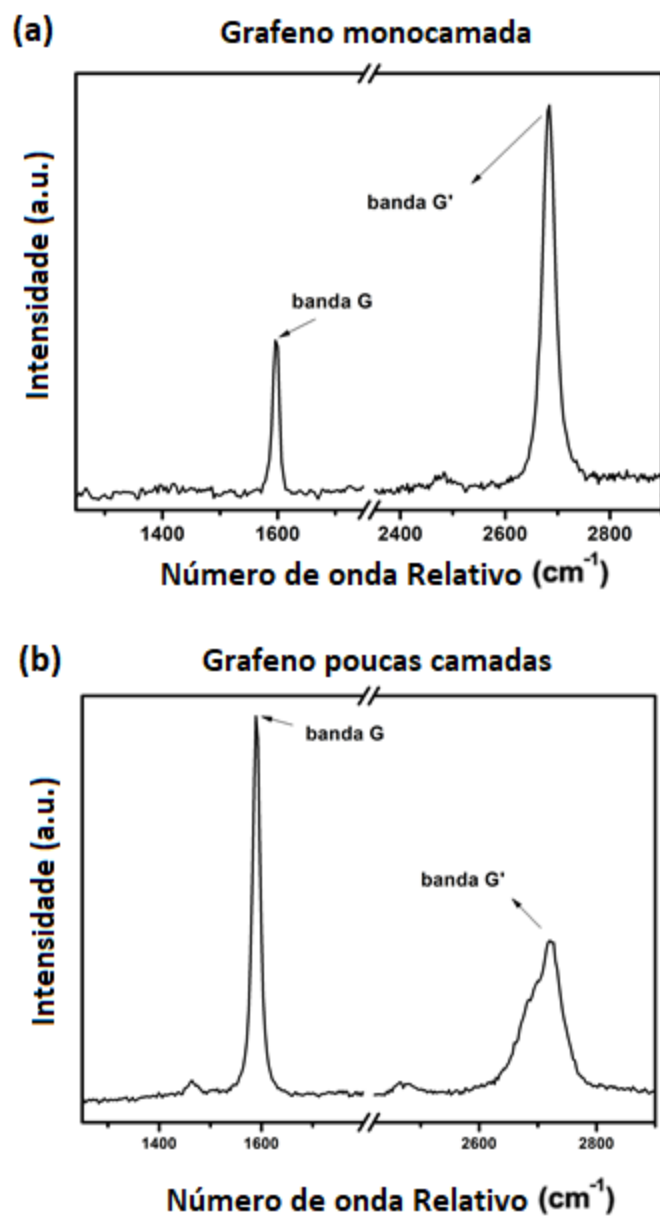 (a) Grafeno monocamada
Intensidade (a.u.)
banda G'
banda G
1400 1600 2400 2600 2800
Número de onda Relativo (cm⁻¹)
(b) Grafeno poucas camadas
Intensidade (a.u.)
banda G
banda G'
1400 1600 2600 2800
Número de onda Relativo (cm⁻¹)